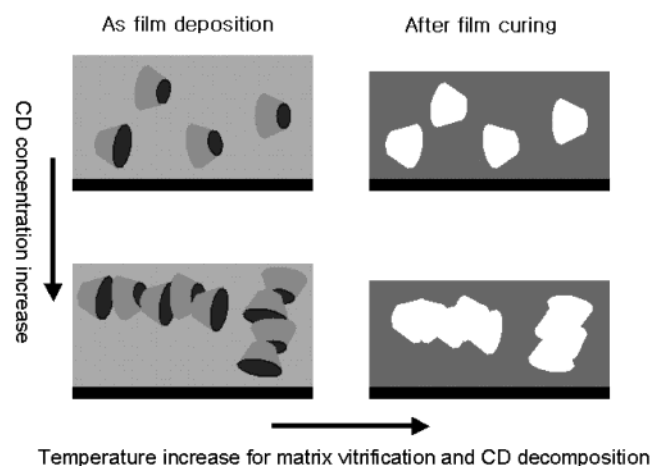 As film deposition
After film curing
CD concentration increase
Temperature increase for matrix vitrification and CD decomposition